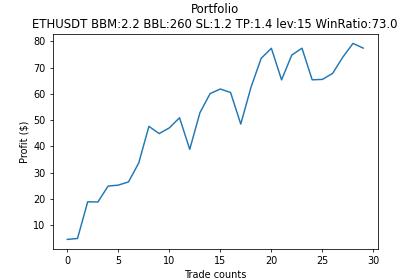 Portfolio
ETHUSDT BBM:2.2 BBL:260 SL:1.2 TP:1.4 lev:15 WinRatio:73.0
80
70
60
50
40
30
20
10
Profit ($)
0 5 10 15 20 25 30
Trade counts